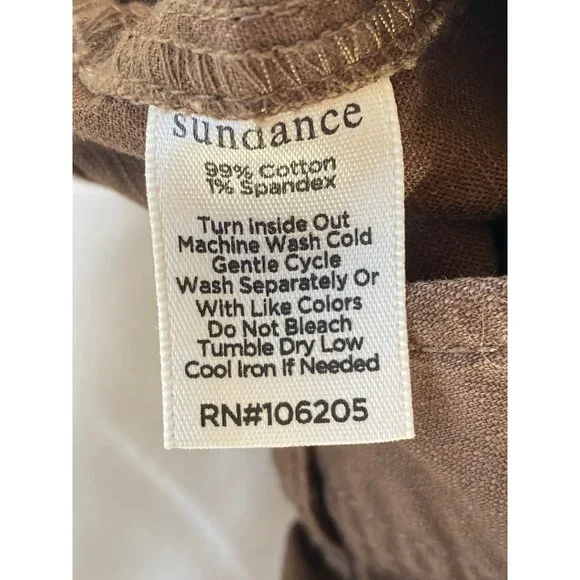 sundance
99% Cotton
1% Spandex
Turn Inside Out
Machine Wash Cold
Gentle Cycle
Wash Separately Or
With Like Colors
Do Not Bleach
Tumble Dry Low
Cool Iron If Needed
RN#106205